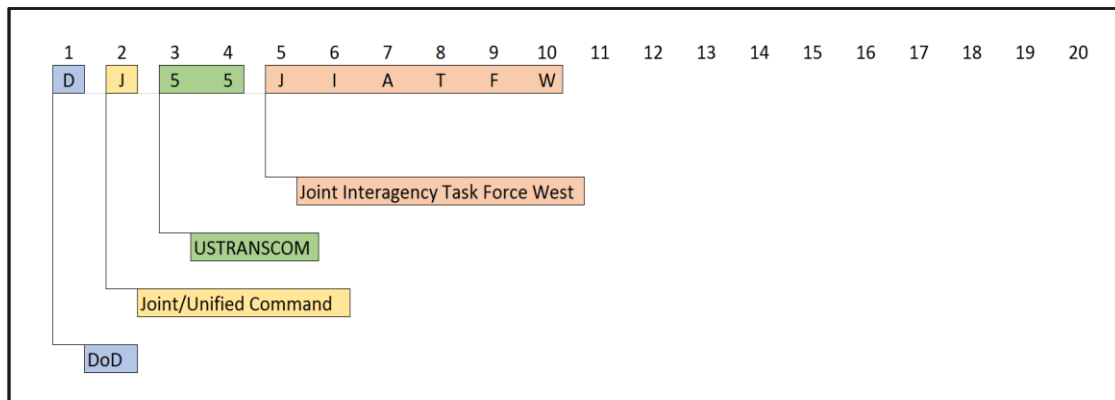 1 2 3 4 5 6 7 8 9 10 11 12 13 14 15 16 17 18 19 20
D J 5 5 J I A T F W
Joint Interagency Task Force West
USTRANSCOM
Joint/Unified Command
DoD